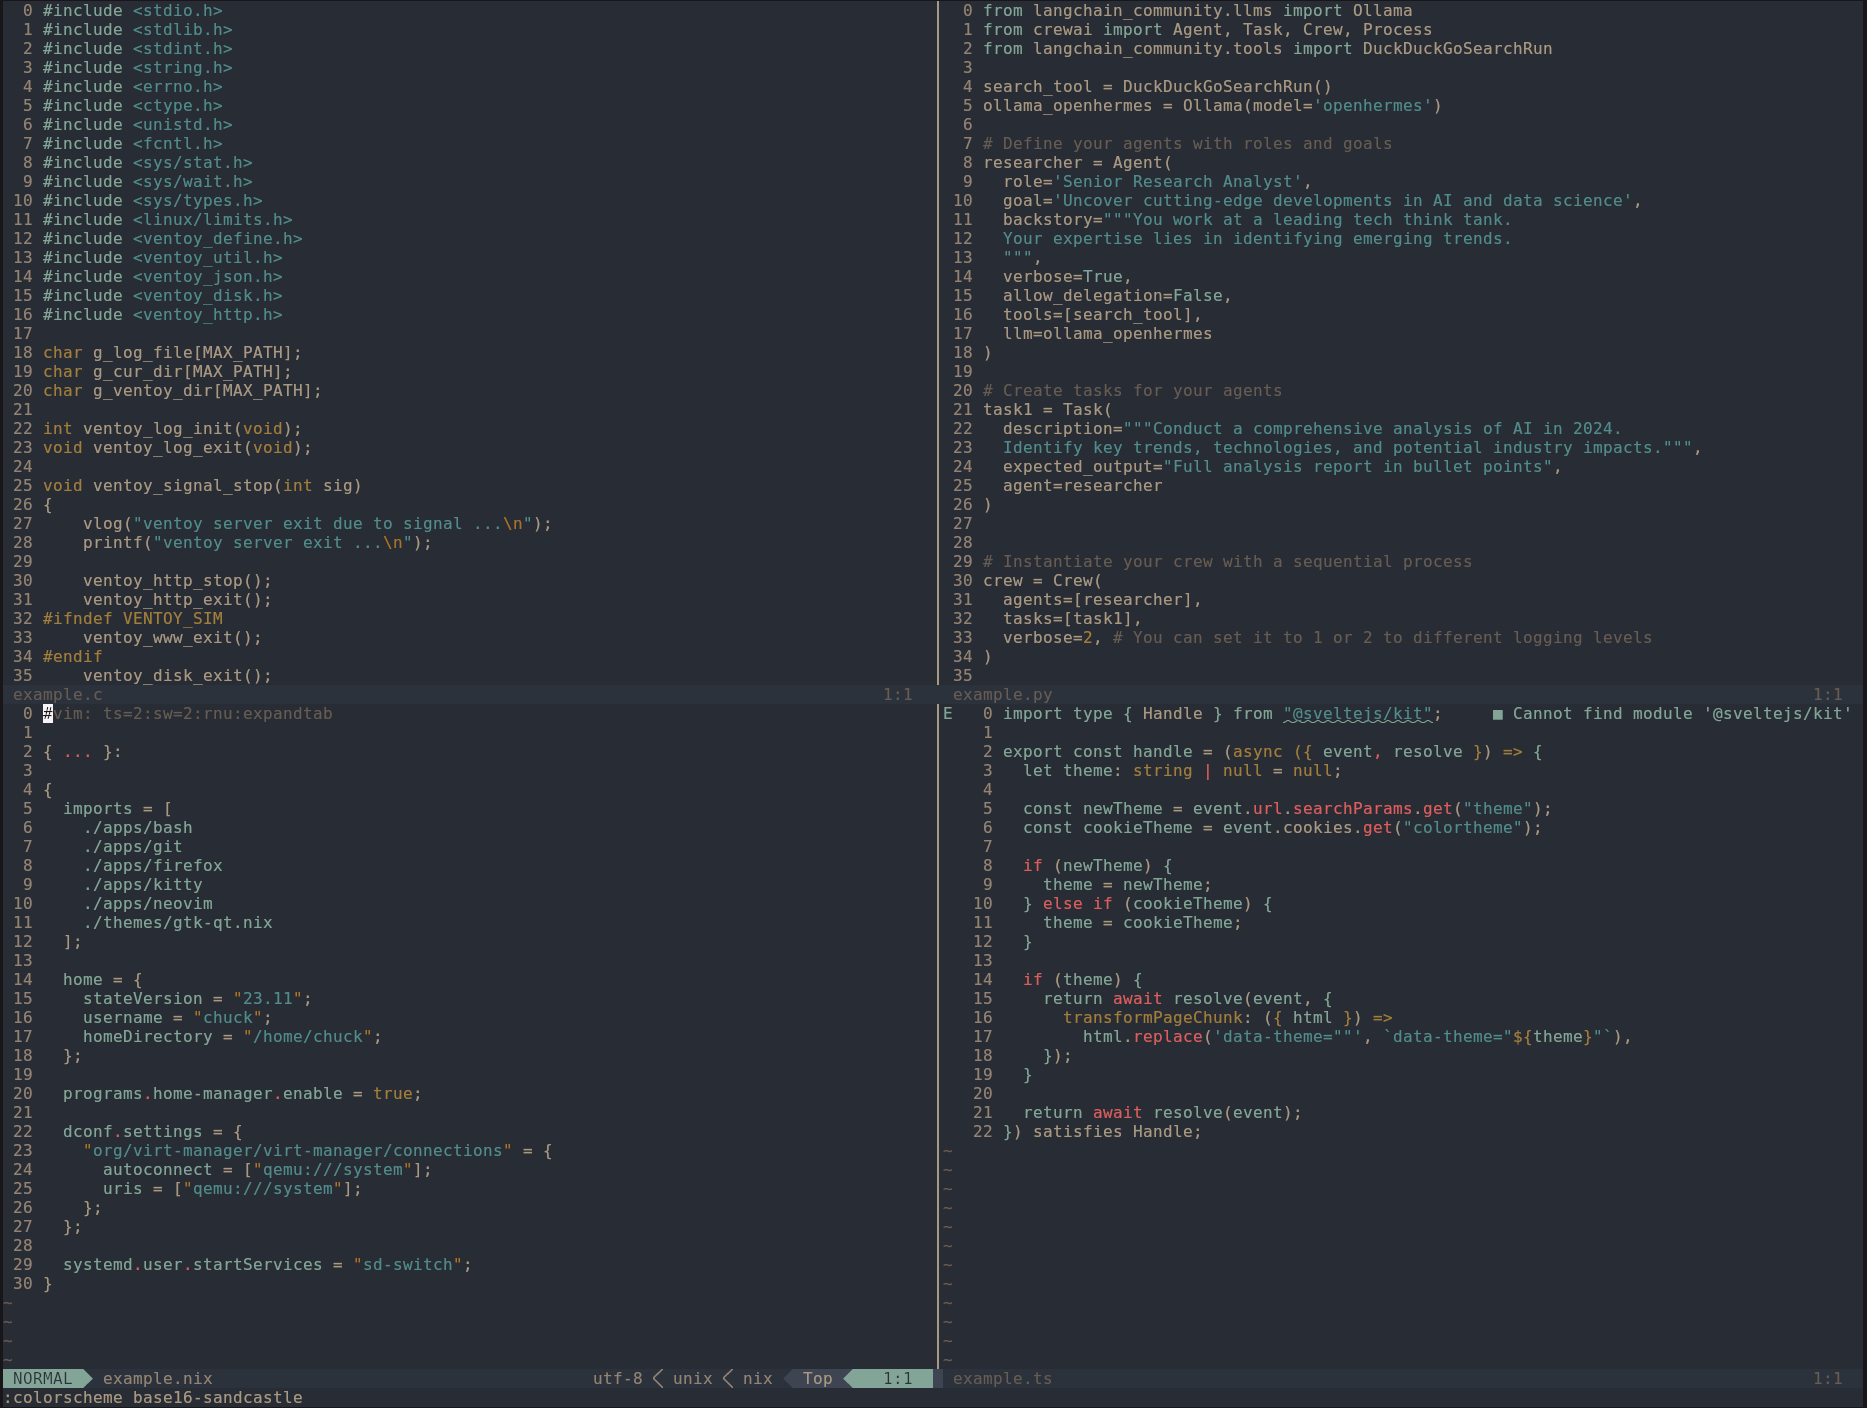 0 #include <stdio.h>
1 #include <stdlib.h>
2 #include <stdint.h>
3 #include <string.h>
4 #include <errno.h>
5 #include <ctype.h>
6 #include <unistd.h>
7 #include <fcntl.h>
8 #include <sys/stat.h>
9 #include <sys/wait.h>
10 #include <sys/types.h>
11 #include <linux/limits.h>
12 #include <ventoy_define.h>
13 #include <ventoy_util.h>
14 #include <ventoy_json.h>
15 #include <ventoy_disk.h>
16 #include <ventoy_http.h>
17
18 char g_log_file[MAX_PATH];
19 char g_cur_dir[MAX_PATH];
20 char g_ventoy_dir[MAX_PATH];
21
22 int ventoy_log_init(void);
23 void ventoy_log_exit(void);
24
25 void ventoy_signal_stop(int sig)
26 {
27     vlog("ventoy server exit due to signal ...\n");
28     printf("ventoy server exit ...\n");
29
30     ventoy_http_stop();
31     ventoy_http_exit();
32 #ifndef VENTOY_SIM
33     ventoy_www_exit();
34 #endif
35     ventoy_disk_exit();
example.c 1:1
0 from langchain_community.llms import Ollama
1 from crewai import Agent, Task, Crew, Process
2 from langchain_community.tools import DuckDuckGoSearchRun
3
4 search_tool = DuckDuckGoSearchRun()
5 ollama_openhermes = Ollama(model='openhermes')
6
7 # Define your agents with roles and goals
8 researcher = Agent(
9   role='Senior Research Analyst',
10   goal='Uncover cutting-edge developments in AI and data science',
11   backstory="""You work at a leading tech think tank.
12   Your expertise lies in identifying emerging trends.
13   """,
14   verbose=True,
15   allow_delegation=False,
16   tools=[search_tool],
17   llm=ollama_openhermes
18 )
19
20 # Create tasks for your agents
21 task1 = Task(
22   description="""Conduct a comprehensive analysis of AI in 2024.
23   Identify key trends, technologies, and potential industry impacts.""",
24   expected_output="Full analysis report in bullet points",
25   agent=researcher
26 )
27
28
29 # Instantiate your crew with a sequential process
30 crew = Crew(
31   agents=[researcher],
32   tasks=[task1],
33   verbose=2, # You can set it to 1 or 2 to different logging levels
34 )
35
example.py 1:1
0 #vim: ts=2:sw=2:rnu:expandtab
1
2 { ... }:
3
4 {
5   imports = [
6     ./apps/bash
7     ./apps/git
8     ./apps/firefox
9     ./apps/kitty
10     ./apps/neovim
11     ./themes/gtk-qt.nix
12   ];
13
14   home = {
15     stateVersion = "23.11";
16     username = "chuck";
17     homeDirectory = "/home/chuck";
18   };
19
20   programs.home-manager.enable = true;
21
22   dconf.settings = {
23     "org/virt-manager/virt-manager/connections" = {
24       autoconnect = ["qemu:///system"];
25       uris = ["qemu:///system"];
26     };
27   };
28
29   systemd.user.startServices = "sd-switch";
30 }
~
~
~
~
NORMAL example.nix utf-8 unix nix Top 1:1
E 0 import type { Handle } from "@sveltejs/kit"; ■ Cannot find module '@sveltejs/kit'
1
2 export const handle = (async ({ event, resolve }) => {
3   let theme: string | null = null;
4
5   const newTheme = event.url.searchParams.get("theme");
6   const cookieTheme = event.cookies.get("colortheme");
7
8   if (newTheme) {
9     theme = newTheme;
10   } else if (cookieTheme) {
11     theme = cookieTheme;
12   }
13
14   if (theme) {
15     return await resolve(event, {
16       transformPageChunk: ({ html }) =>
17         html.replace('data-theme=""', `data-theme="${theme}"`),
18     });
19   }
20
21   return await resolve(event);
22 }) satisfies Handle;
~
~
~
~
~
~
~
~
~
~
~
~
example.ts 1:1
:colorscheme base16-sandcastle